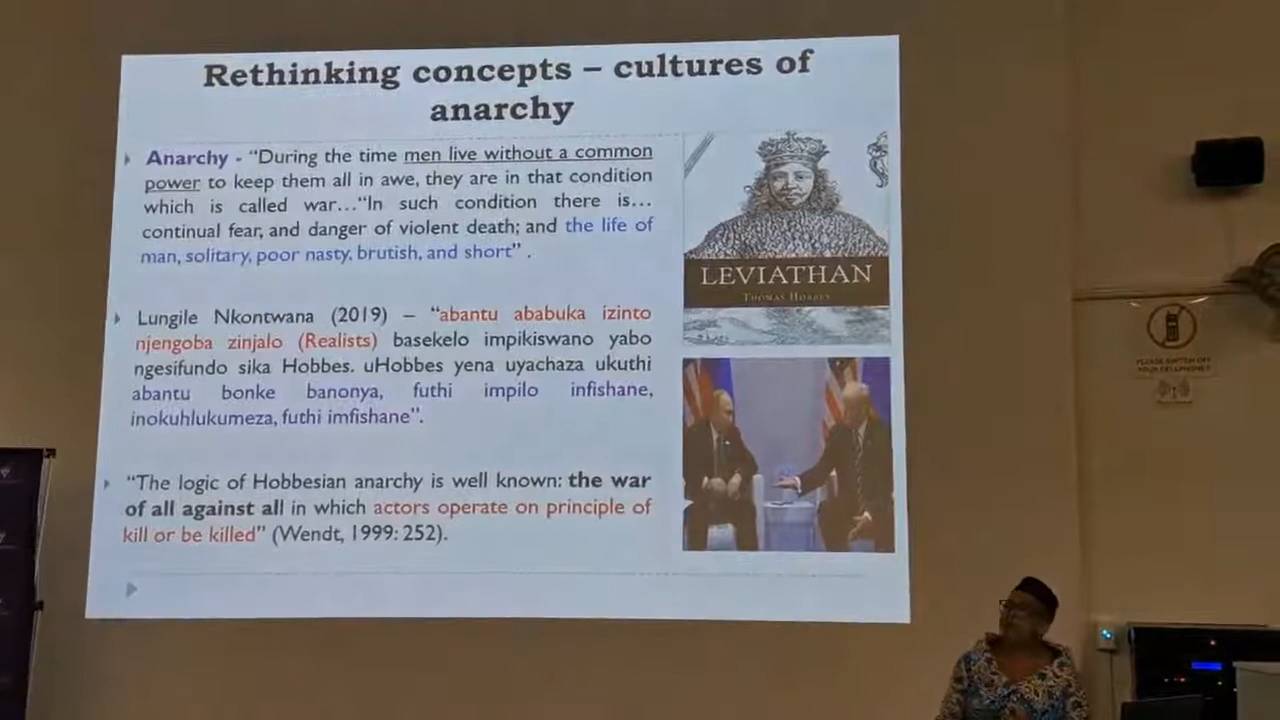 Rethinking concepts – cultures of
anarchy
Anarchy - “During the time men live without a common
power to keep them all in awe, they are in that condition
which is called war…“In such condition there is…
continual fear, and danger of violent death; and the life of
man, solitary, poor nasty, brutish, and short” .
Lungile Nkontwana (2019) – “abantu ababuka izinto
njengoba zinjalo (Realists) basekelo impikiswano yabo
ngesifundo sika Hobbes. uHobbes yena uyachaza ukuthi
abantu bonke banonya, futhi impilo infishane,
inokuhlukumeza, futhi imfishane”.
“The logic of Hobbesian anarchy is well known: the war
of all against all in which actors operate on principle of
kill or be killed” (Wendt, 1999: 252).
LEVIATHAN
THOMAS HOBBES
PLEASE SWITCH OFF
YOUR CELLPHONES